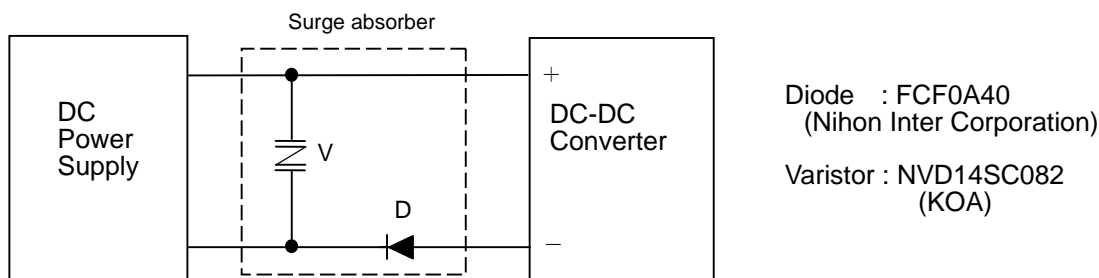 Surge absorber
DC
Power
Supply
V
D
+
DC-DC
Converter
−
Diode : FCF0A40
(Nihon Inter Corporation)
Varistor : NVD14SC082
(KOA)